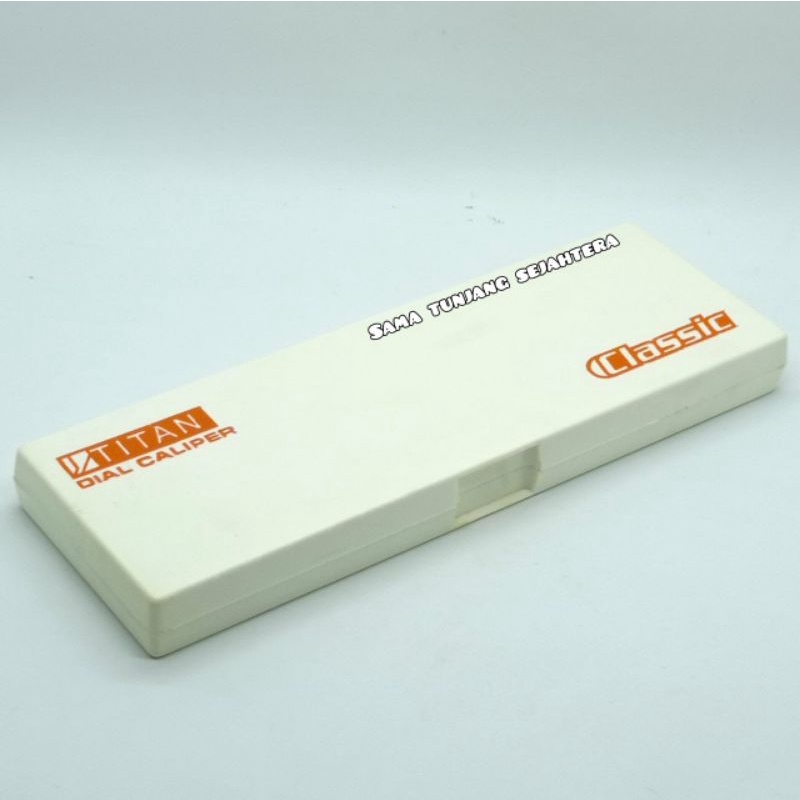 Sama Tunjang Sejahtera
Classic
TITAN
DIAL CALIPER